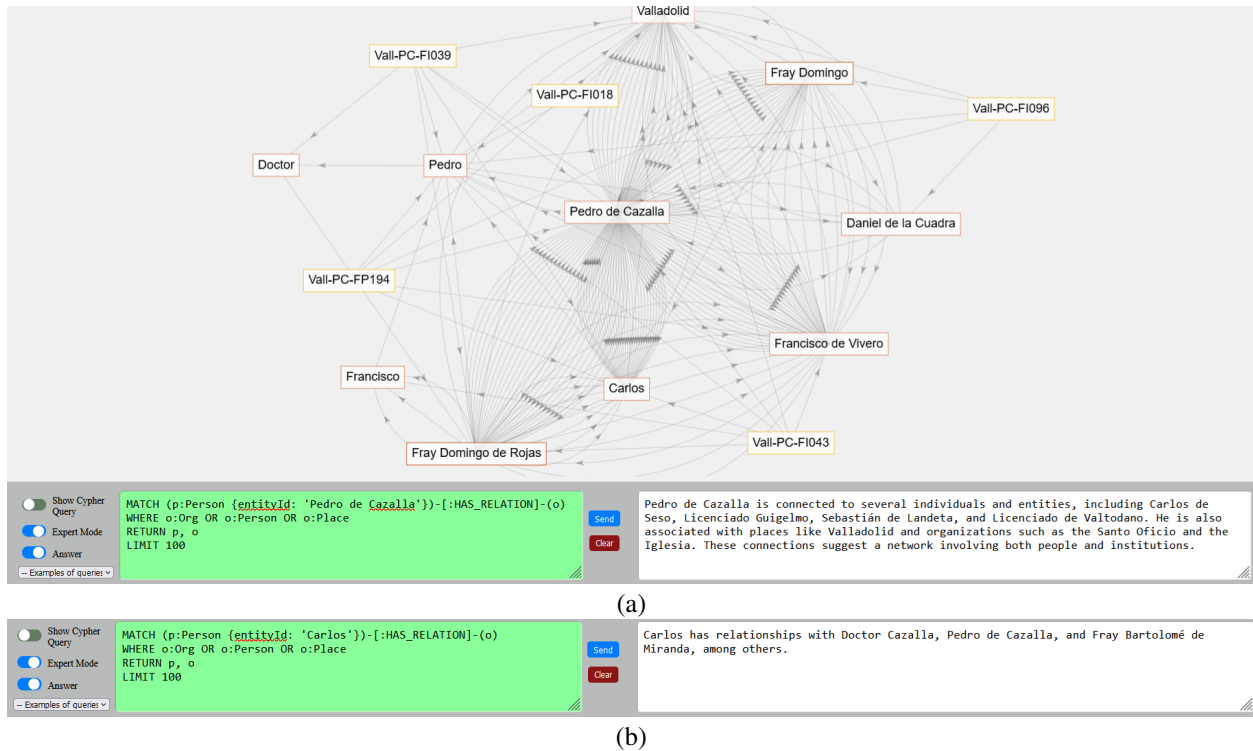 Valladolid
Vall-PC-FI039
Fray Domingo
Vall-PC-FI018
Vall-PC-FI096
Doctor
Pedro
Pedro de Cazalla
Daniel de la Cuadra
Vall-PC-FP194
Francisco de Vivero
Francisco
Carlos
Vall-PC-FI043
Fray Domingo de Rojas
Show Cypher
Query
Expert Mode
Answer
-- Examples of queries
MATCH (p:Person {entityId: 'Pedro de Cazalla'})-[:HAS_RELATION]-(o)
WHERE o:Org OR o:Person OR o:Place
RETURN p, o
LIMIT 100
Send
Clear
Pedro de Cazalla is connected to several individuals and entities, including Carlos de
Seso, Licenciado Guigelmo, Sebastián de Landeta, and Licenciado de Valtodano. He is also
associated with places like Valladolid and organizations such as the Santo Oficio and the
Iglesia. These connections suggest a network involving both people and institutions.
(a)
Show Cypher
Query
Expert Mode
Answer
-- Examples of queries
MATCH (p:Person {entityId: 'Carlos'})-[:HAS_RELATION]-(o)
WHERE o:Org OR o:Person OR o:Place
RETURN p, o
LIMIT 100
Send
Clear
Carlos has relationships with Doctor Cazalla, Pedro de Cazalla, and Fray Bartolomé de
Miranda, among others.
(b)